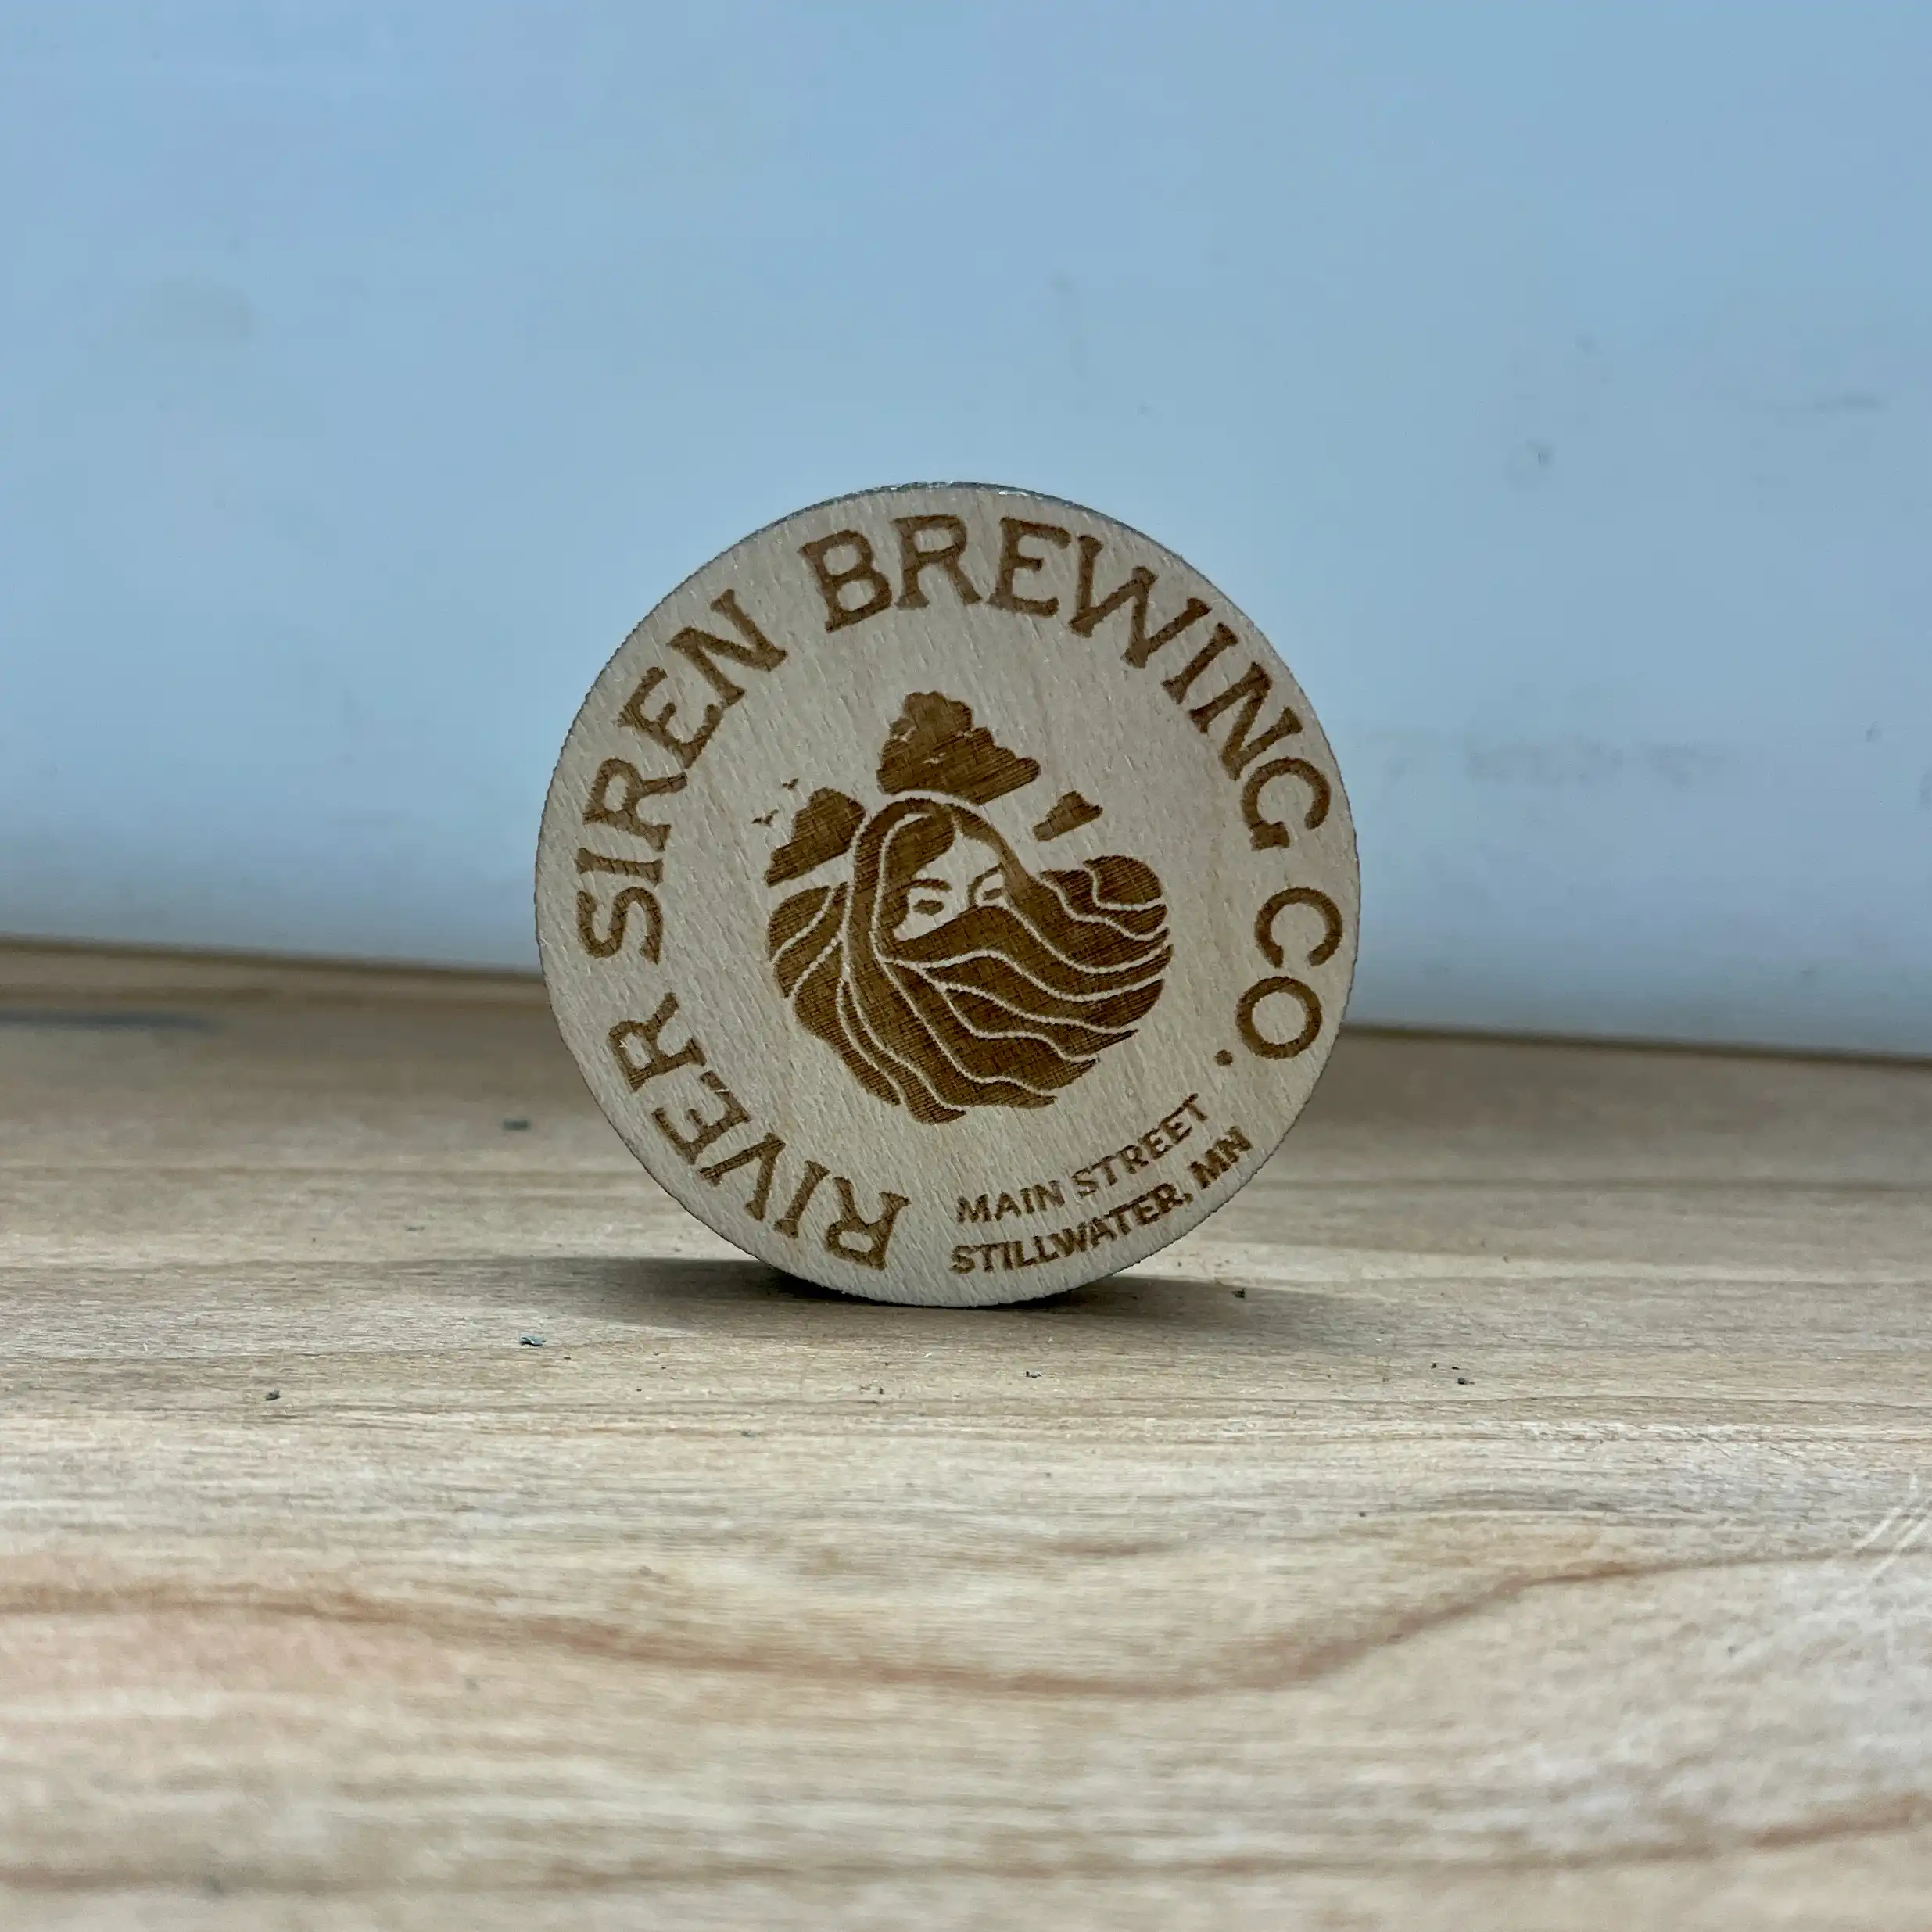 RIVER SIREN BREWING CO.
MAIN STREET
STILLWATER, MN